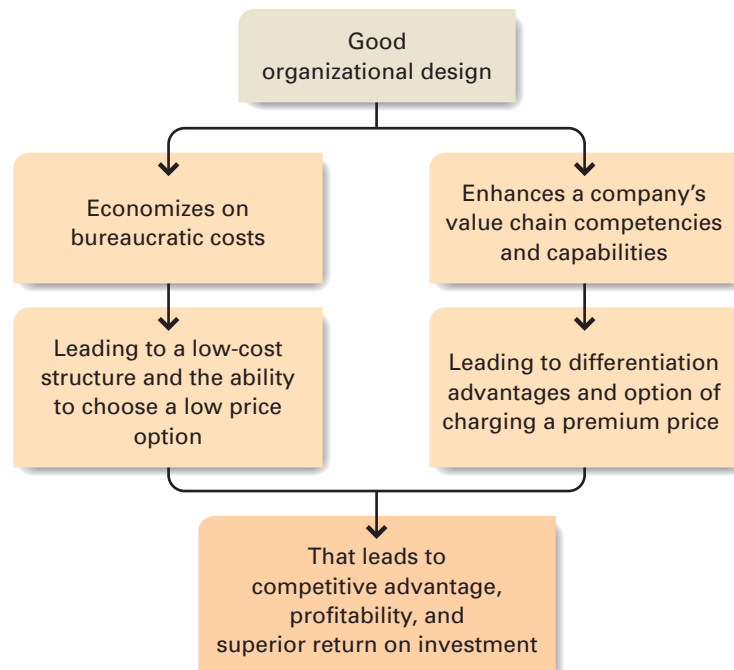 Good
organizational design
Economizes on
bureaucratic costs
Enhances a company’s
value chain competencies
and capabilities
Leading to a low-cost
structure and the ability
to choose a low price
option
Leading to differentiation
advantages and option of
charging a premium price
That leads to
competitive advantage,
profitability, and
superior return on investment